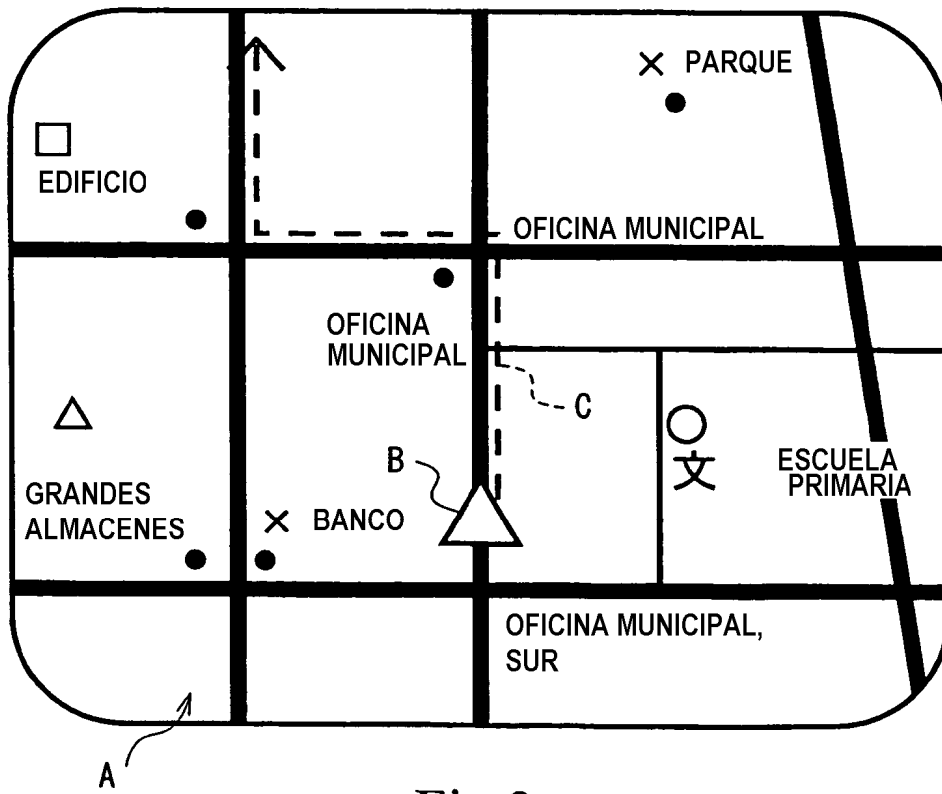 × PARQUE
EDIFICIO
OFICINA MUNICIPAL
OFICINA
MUNICIPAL
C
B
文
ESCUELA
PRIMARIA
GRANDES
ALMACENES
× BANCO
OFICINA MUNICIPAL,
SUR
A